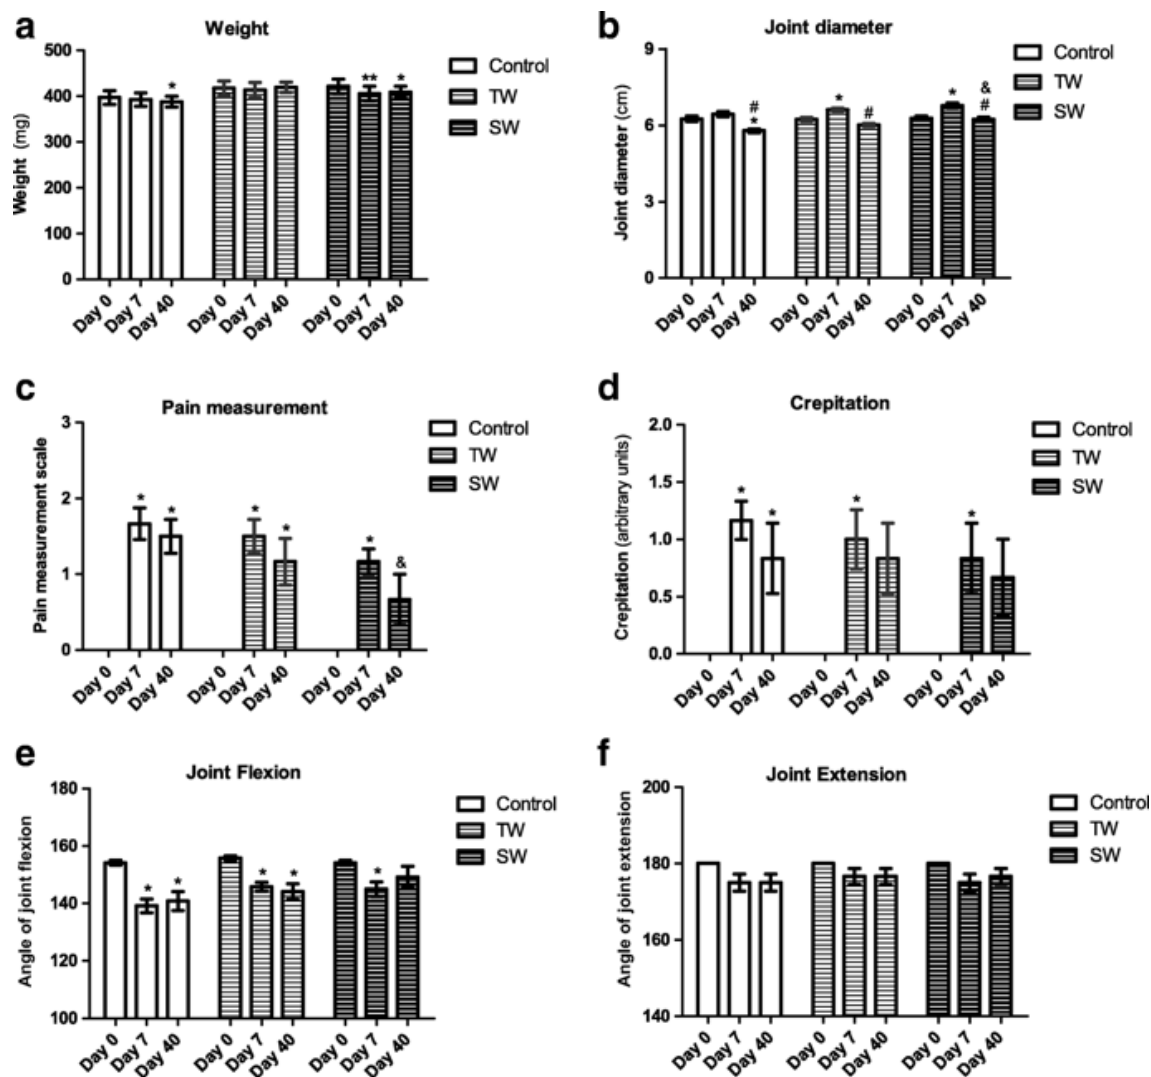 a
Weight
500
400
300
200
100
0
Weight (mg)
* ** *
Day 0 Day 7 Day 40 Day 0 Day 7 Day 40 Day 0 Day 7 Day 40
Control
TW
SW
b
Joint diameter
9
6
3
0
Joint diameter (cm)
# &
* * # * #
Day 0 Day 7 Day 40 Day 0 Day 7 Day 40 Day 0 Day 7 Day 40
Control
TW
SW
c
Pain measurement
3
2
1
0
Pain measurement scale
* * * * * &
Day 0 Day 7 Day 40 Day 0 Day 7 Day 40 Day 0 Day 7 Day 40
Control
TW
SW
d
Crepitation
2.0
1.5
1.0
0.5
0.0
Crepitation (arbitrary units)
* * * *
Day 0 Day 7 Day 40 Day 0 Day 7 Day 40 Day 0 Day 7 Day 40
Control
TW
SW
e
Joint Flexion
180
160
140
120
100
Angle of joint flexion
* * * * *
Day 0 Day 7 Day 40 Day 0 Day 7 Day 40 Day 0 Day 7 Day 40
Control
TW
SW
f
Joint Extension
200
180
160
140
Angle of joint extension
Day 0 Day 7 Day 40 Day 0 Day 7 Day 40 Day 0 Day 7 Day 40
Control
TW
SW